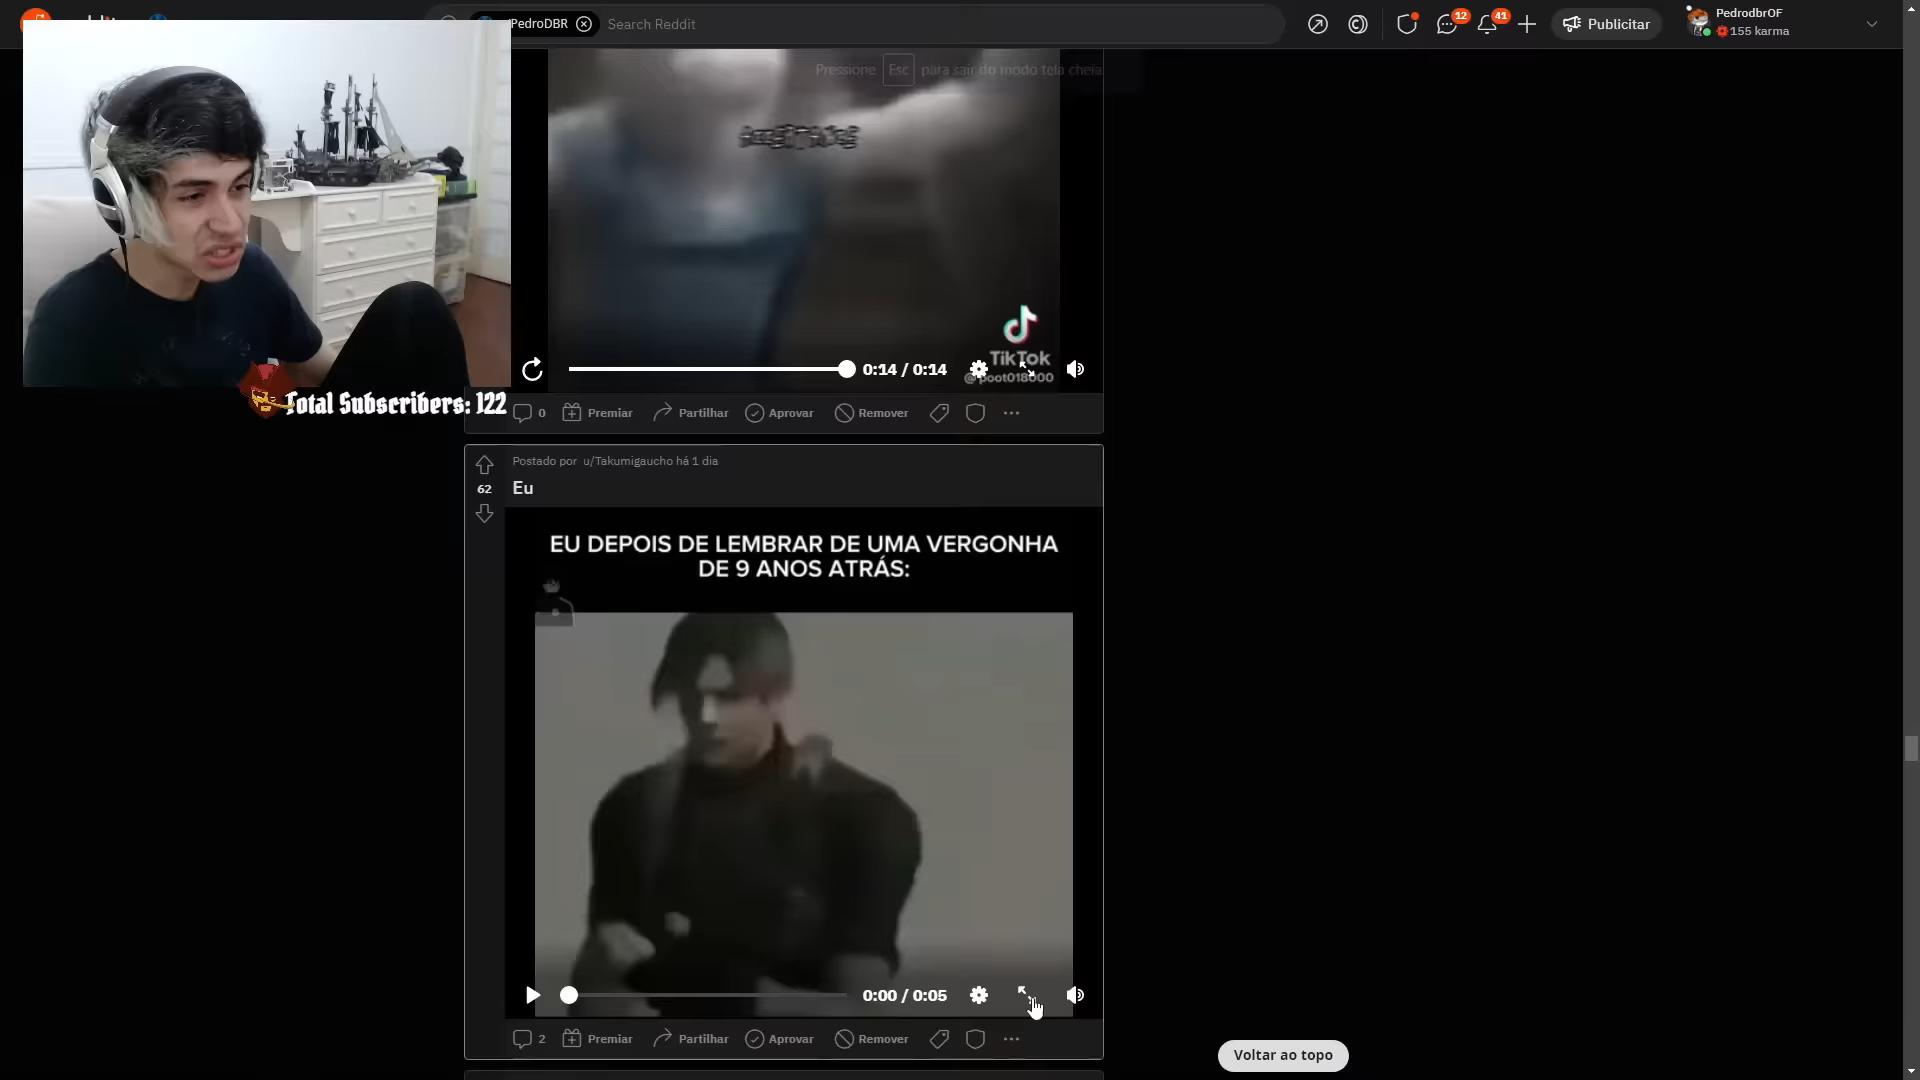 PedroDBR
Search Reddit
12
41
Publicitar
PedrodbrOF
155 karma
Pressione Esc para sair do modo tela cheia
0:14 / 0:14
TikTok
@poot018000
Total Subscribers: 122
0
Premiar
Partilhar
Aprovar
Remover
Postado por u/Takumigaucho há 1 dia
62
Eu
EU DEPOIS DE LEMBRAR DE UMA VERGONHA
DE 9 ANOS ATRÁS:
0:00 / 0:05
2
Premiar
Partilhar
Aprovar
Remover
Voltar ao topo